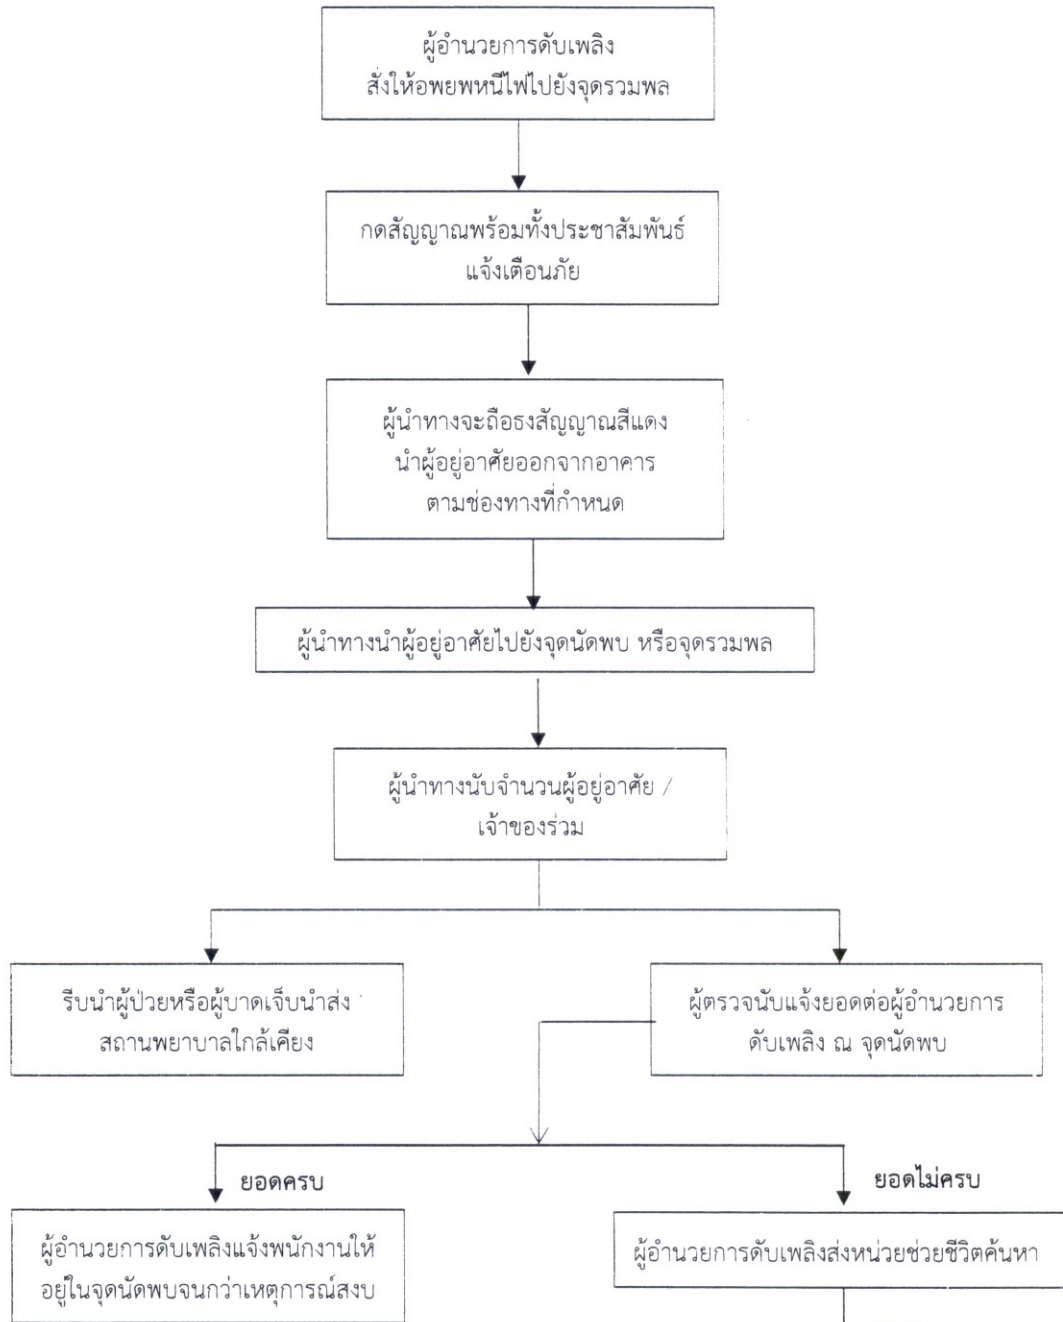 ผู้อำนวยการดับเพลิง
สั่งให้อพยพหนีไฟไปยังจุดรวมพล
กดสัญญาณพร้อมทั้งประชาสัมพันธ์
แจ้งเตือนภัย
ผู้นำทางจะถือธงสัญญาณสีแดง
นำผู้อยู่อาศัยออกจากอาคาร
ตามช่องทางที่กำหนด
ผู้นำทางนำผู้อยู่อาศัยไปยังจุดนัดพบ หรือจุดรวมพล
ผู้นำทางนับจำนวนผู้อยู่อาศัย /
เจ้าของร่วม
รีบนำผู้ป่วยหรือผู้บาดเจ็บนำส่ง
สถานพยาบาลใกล้เคียง
ผู้ตรวจนับแจ้งยอดต่อผู้อำนวยการ
ดับเพลิง ณ จุดนัดพบ
ยอดครบ
ยอดไม่ครบ
ผู้อำนวยการดับเพลิงแจ้งพนักงานให้
อยู่ในจุดนัดพบจนกว่าเหตุการณ์สงบ
ผู้อำนวยการดับเพลิงส่งหน่วยช่วยชีวิตค้นหา